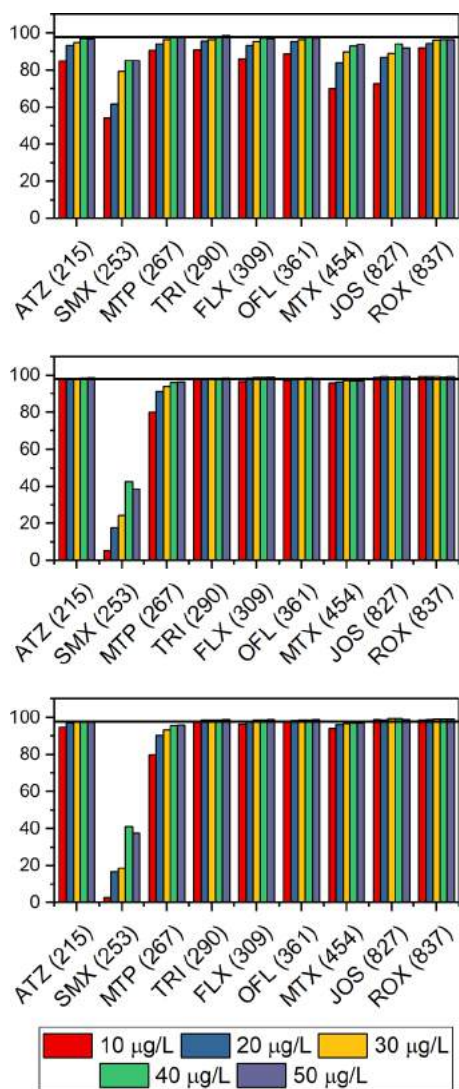 100
80
60
40
20
0
ATZ (215)
SMX (253)
MTP (267)
TRI (290)
FLX (309)
OFL (361)
MTX (454)
JOS (827)
ROX (837)
100
80
60
40
20
0
ATZ (215)
SMX (253)
MTP (267)
TRI (290)
FLX (309)
OFL (361)
MTX (454)
JOS (827)
ROX (837)
100
80
60
40
20
0
ATZ (215)
SMX (253)
MTP (267)
TRI (290)
FLX (309)
OFL (361)
MTX (454)
JOS (827)
ROX (837)
10 µg/L 20 µg/L 30 µg/L
40 µg/L 50 µg/L